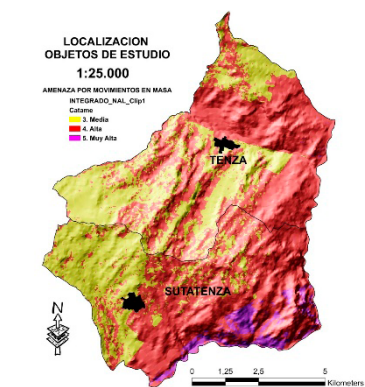 LOCALIZACION
OBJETOS DE ESTUDIO
1:25.000
AMENAZA POR MOVIMIENTOS EN MASA
INTEGRADO_NAL_Clip1
Catame
3. Media
4. Alta
5. Muy Alta
TENZA
SUTATENZA
N
0 1,25 2,5 5
Kilometers